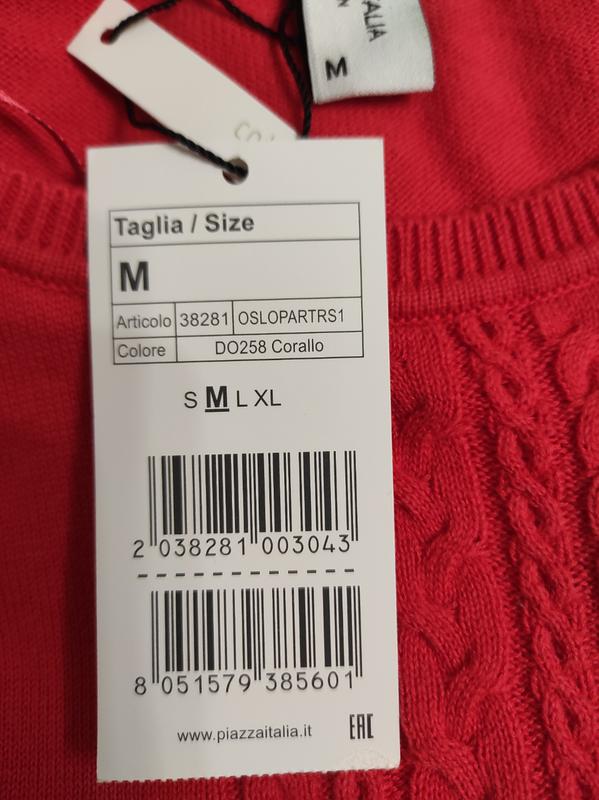 M
Taglia / Size
M
Articolo 38281 OSLOPARTRS1
Colore DO258 Corallo
S M L XL
2 038281 003043
8 051579 385601
www.piazzaitalia.it EAC